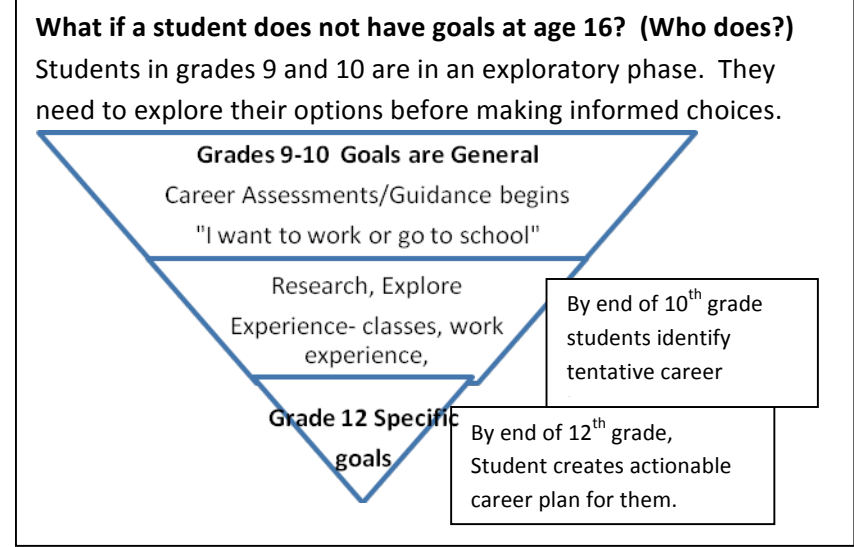 What if a student does not have goals at age 16?  (Who does?)
Students in grades 9 and 10 are in an exploratory phase.  They
need to explore their options before making informed choices.
Grades 9-10  Goals are General
Career Assessments/Guidance begins
"I want to work or go to school"
Research, Explore
Experience- classes, work
experience,
By end of 10th grade
students identify
tentative career
Grade 12 Specific
goals
By end of 12th grade,
Student creates actionable
career plan for them.